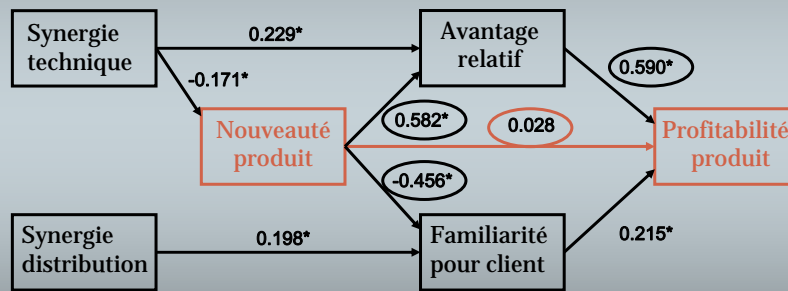 Synergie
technique
0.229*
Avantage
relatif
-0.171*
0.590*
Nouveauté
produit
0.582*
0.028
Profitabilité
produit
-0.456*
Synergie
distribution
0.198*
Familiarité
pour client
0.215*